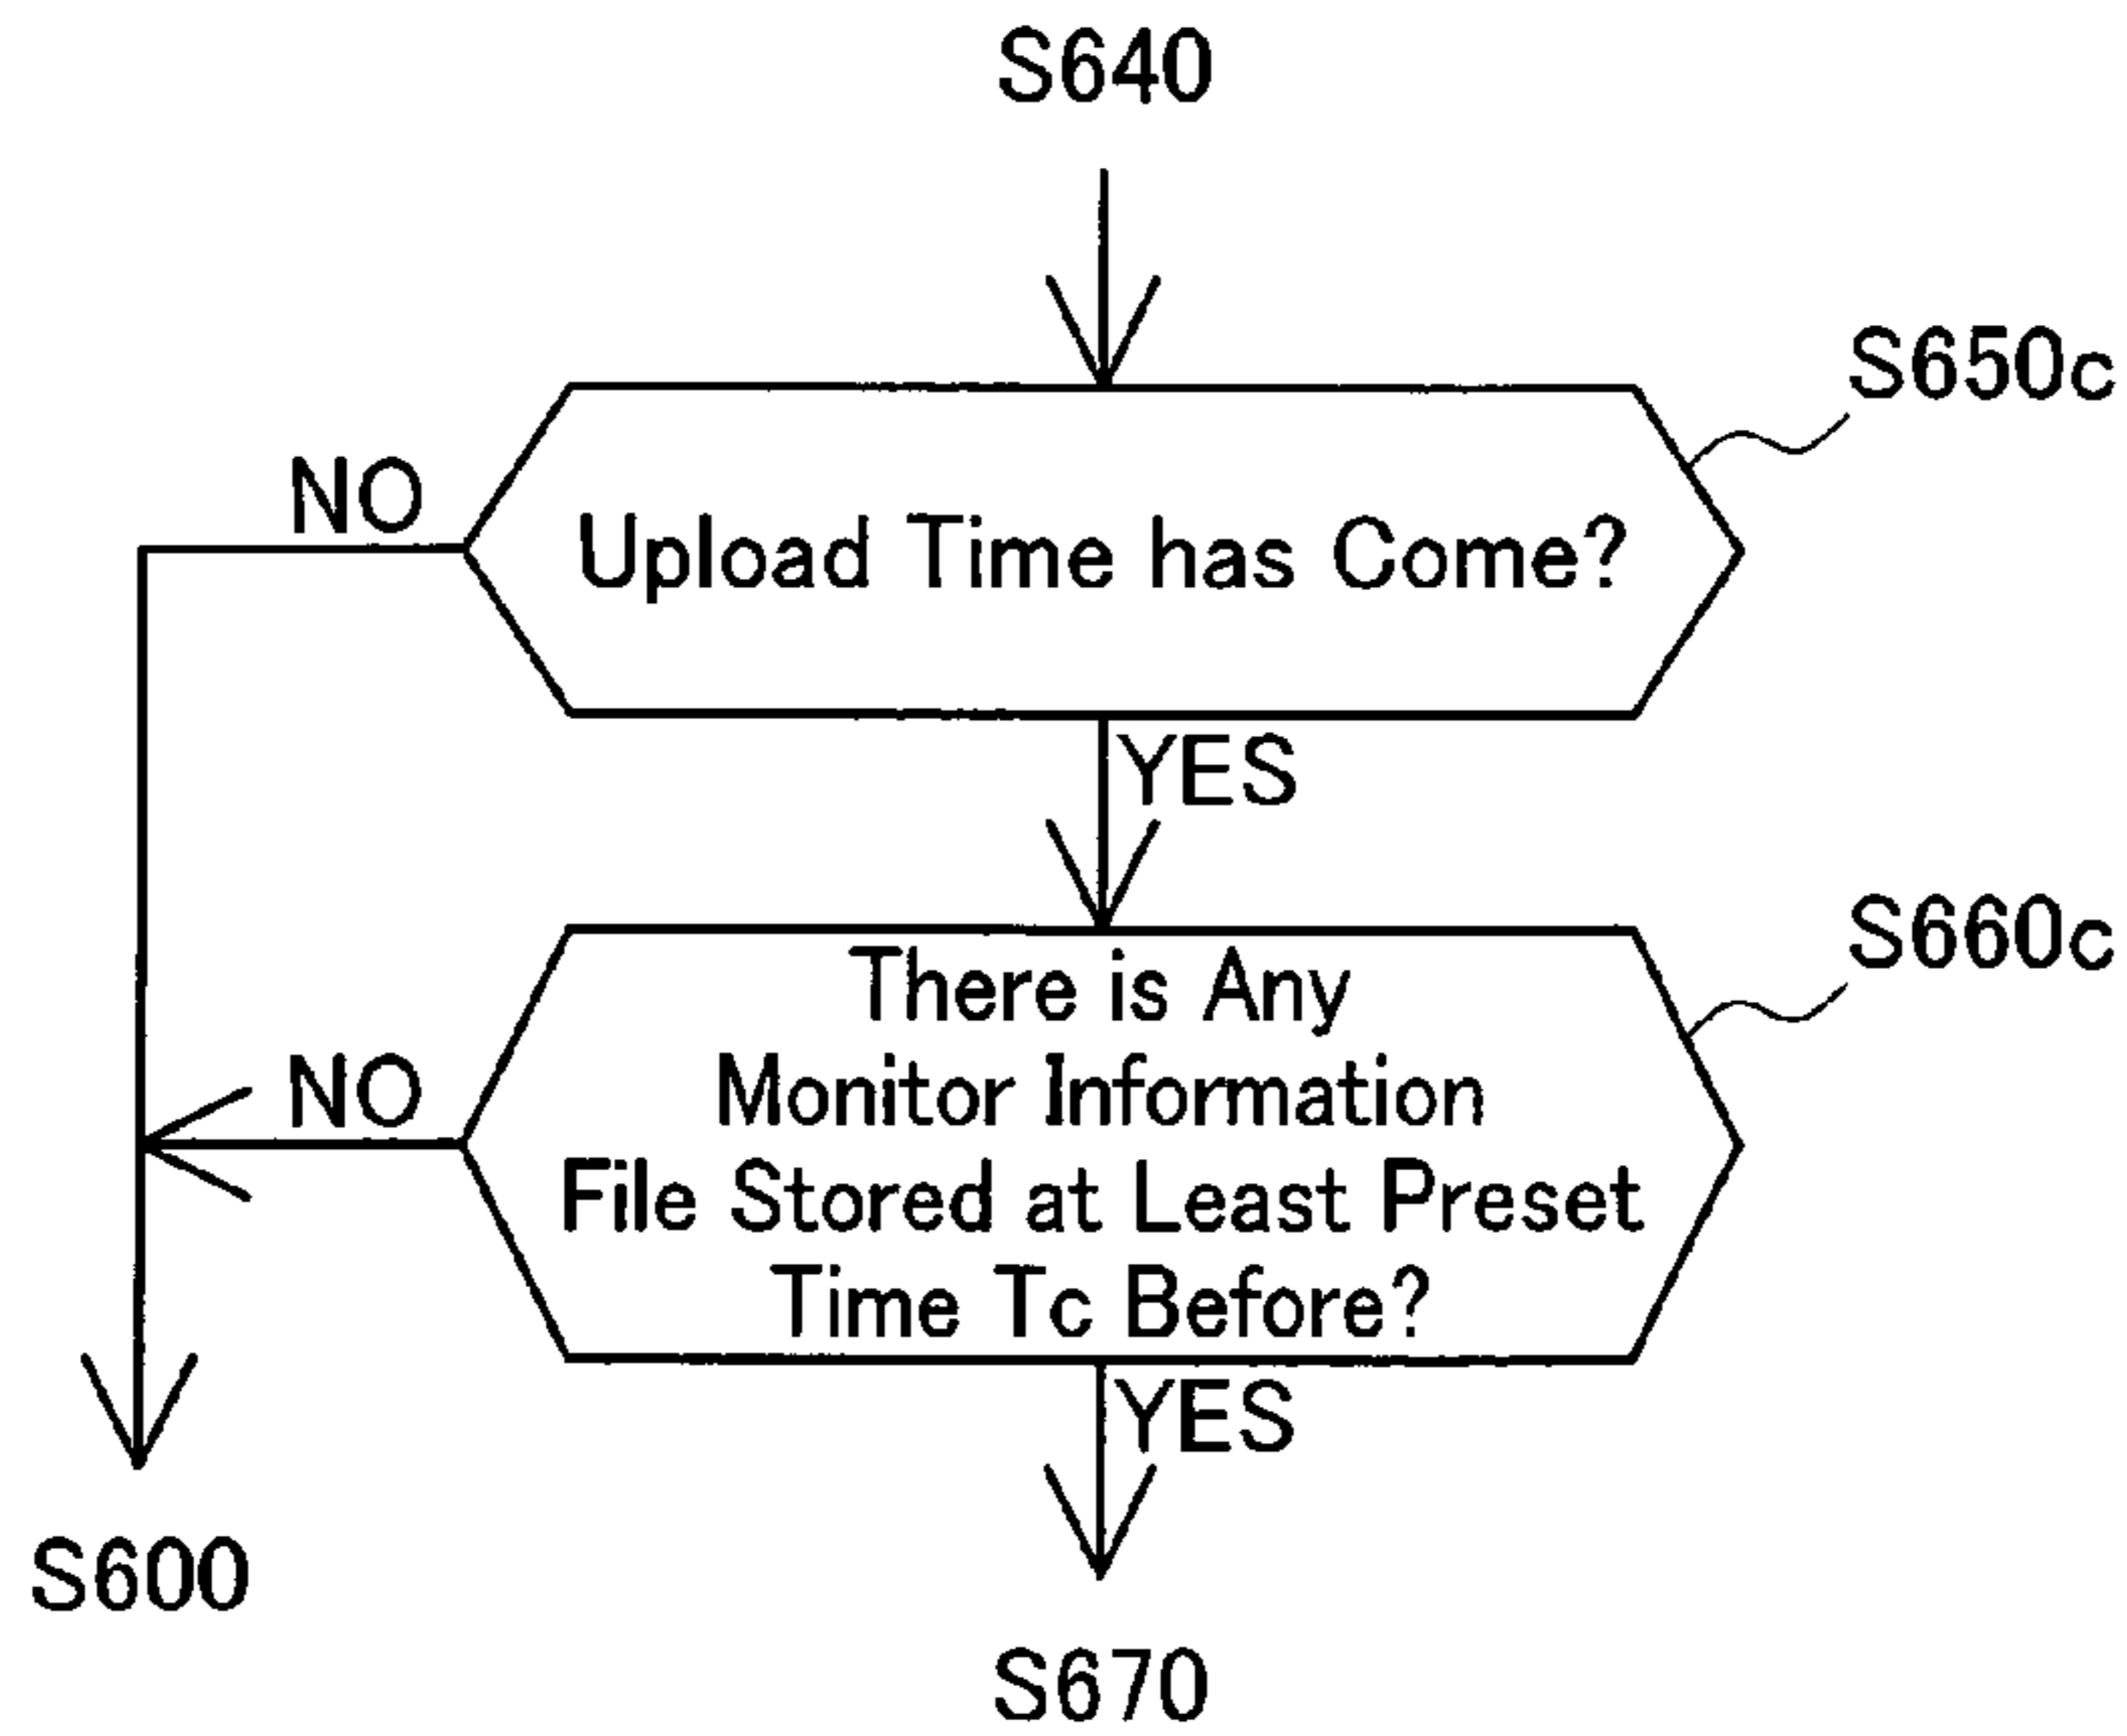 S640
S650c
NO
Upload Time has Come?
YES
S660c
There is Any
Monitor Information
File Stored at Least Preset
Time Tc Before?
NO
YES
S600
S670